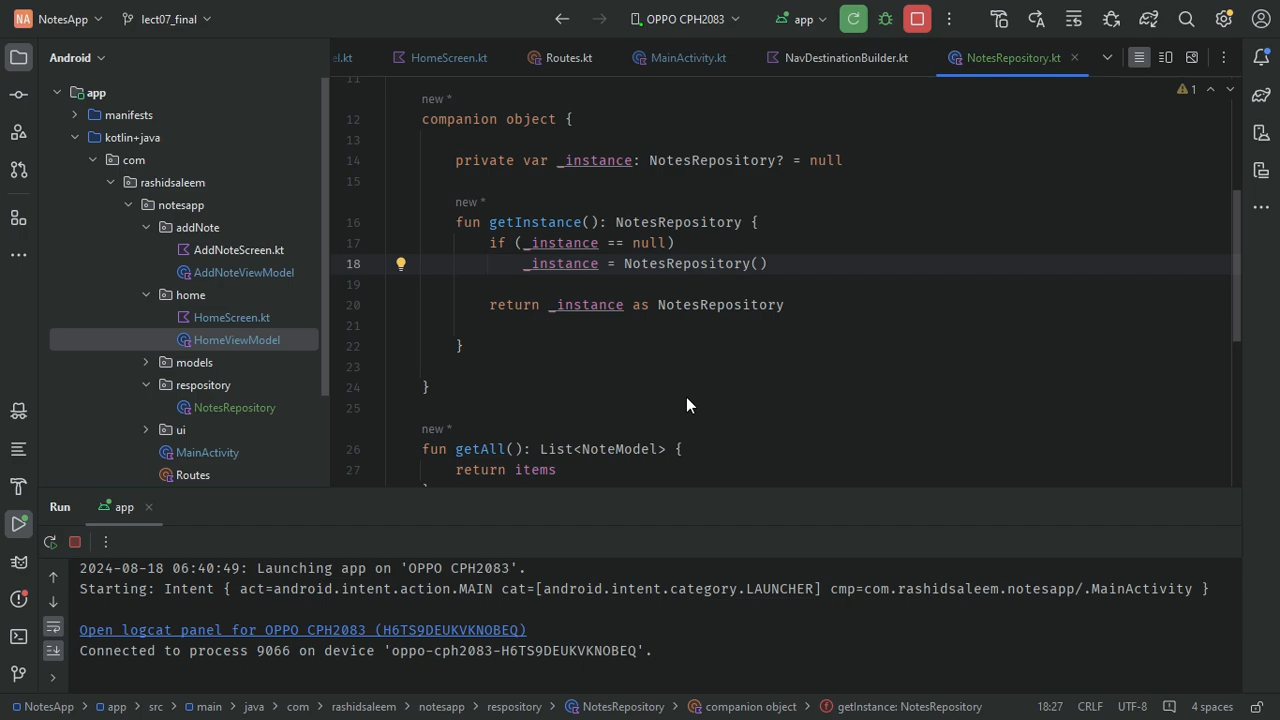 NA NotesApp lect07_final OPPO CPH2083 app
Android
el.kt HomeScreen.kt Routes.kt MainActivity.kt NavDestinationBuilder.kt NotesRepository.kt
app
manifests
kotlin+java
com
rashidsaleem
notesapp
addNote
AddNoteScreen.kt
AddNoteViewModel
home
HomeScreen.kt
HomeViewModel
models
respository
NotesRepository
ui
MainActivity
Routes
1
11
new *
12 companion object {
13
14 private var _instance: NotesRepository? = null
15
new *
16 fun getInstance(): NotesRepository {
17 if (_instance == null)
18 _instance = NotesRepository()
19
20 return _instance as NotesRepository
21
22 }
23
24 }
25
new *
26 fun getAll(): List<NoteModel> {
27 return items
Run app
2024-08-18 06:40:49: Launching app on 'OPPO CPH2083'.
Starting: Intent { act=android.intent.action.MAIN cat=[android.intent.category.LAUNCHER] cmp=com.rashidsaleem.notesapp/.MainActivity }
Open logcat panel for OPPO CPH2083 (H6TS9DEUKVKNOBEQ)
Connected to process 9066 on device 'oppo-cph2083-H6TS9DEUKVKNOBEQ'.
NotesApp > app > src > main > java > com > rashidsaleem > notesapp > respository > NotesRepository > companion object > getInstance: NotesRepository 18:27 CRLF UTF-8 4 spaces